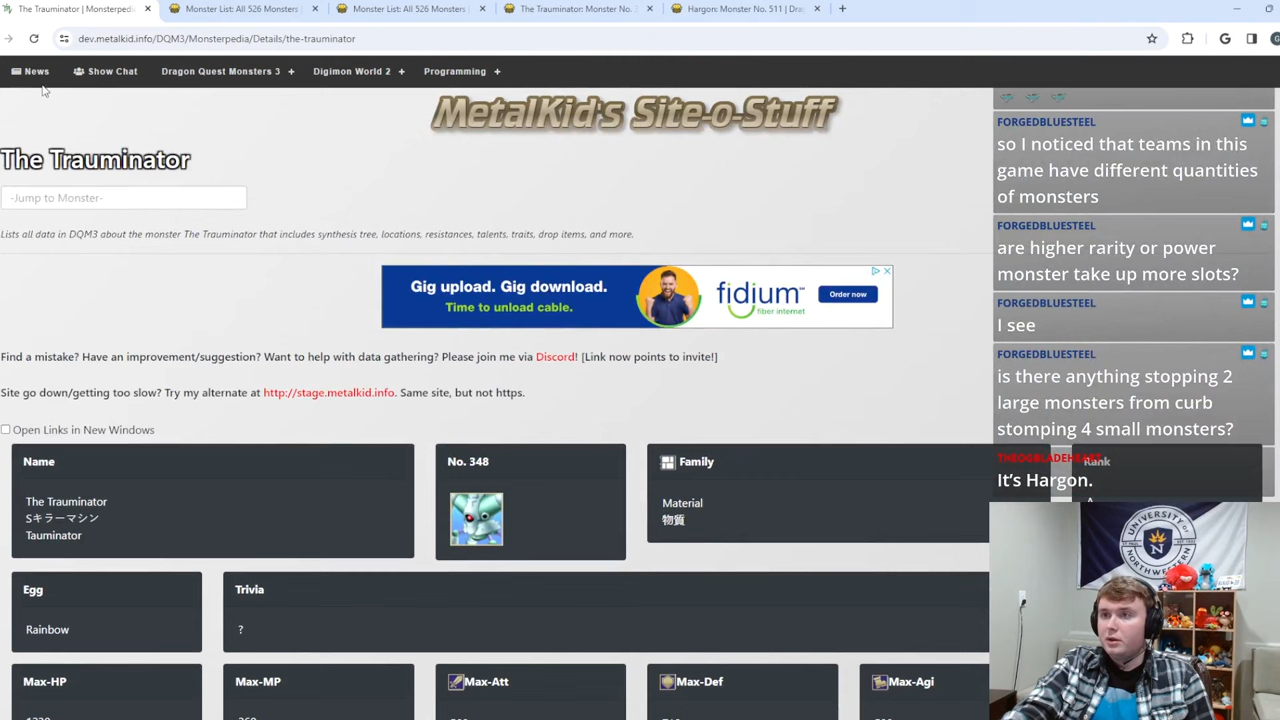 The Trauminator | Monsterpedi
Monster List: All 526 Monsters
Monster List: All 526 Monsters
The Trauminator: Monster No. 3
Hargon: Monster No. 511 | Dra
dev.metalkid.info/DQM3/Monsterpedia/Details/the-trauminator
News
Show Chat
Dragon Quest Monsters 3 +
Digimon World 2 +
Programming +
MetalKid's Site-o-Stuff
The Trauminator
-Jump to Monster-
Lists all data in DQM3 about the monster The Trauminator that includes synthesis tree, locations, resistances, talents, traits, drop items, and more.
Gig upload. Gig download.
Time to unload cable.
fidium
fiber internet
Order now
Find a mistake? Have an improvement/suggestion? Want to help with data gathering? Please join me via Discord! [Link now points to invite!]
Site go down/getting too slow? Try my alternate at http://stage.metalkid.info. Same site, but not https.
Open Links in New Windows
Name
The Trauminator
Sキラーマシン
Tauminator
No. 348
Family
Material
物質
Rank
Egg
Rainbow
Trivia
?
Max-HP
Max-MP
Max-Att
Max-Def
Max-Agi
FORGEDBLUESTEEL
so I noticed that teams in this
game have different quantities
of monsters
FORGEDBLUESTEEL
are higher rarity or power
monster take up more slots?
FORGEDBLUESTEEL
I see
FORGEDBLUESTEEL
is there anything stopping 2
large monsters from curb
stomping 4 small monsters?
THEOGBLADEHEART
It's Hargon.
UNIVERSITY OF
NORTHWESTERN